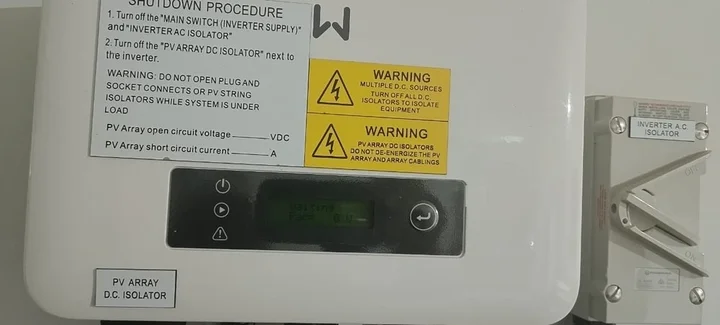 SHUTDOWN PROCEDURE
1. Turn off the "MAIN SWITCH (INVERTER SUPPLY)"
and "INVERTER AC ISOLATOR"
2. Turn off the "PV ARRAY DC ISOLATOR" next to
the inverter.
WARNING: DO NOT OPEN PLUG AND
SOCKET CONNECTS OR PV STRING
ISOLATORS WHILE SYSTEM IS UNDER
LOAD
PV Array open circuit voltage VDC
PV Array short circuit current A
WARNING
MULTIPLE D.C. SOURCES
TURN OFF ALL D.C.
ISOLATORS TO ISOLATE
EQUIPMENT
WARNING
PV ARRAY D.C ISOLATORS
DO NOT DE-ENERGIZE THE PV
ARRAY AND ARRAY CABLINGS
INVERTER A.C.
ISOLATOR
PV ARRAY
D.C. ISOLATOR